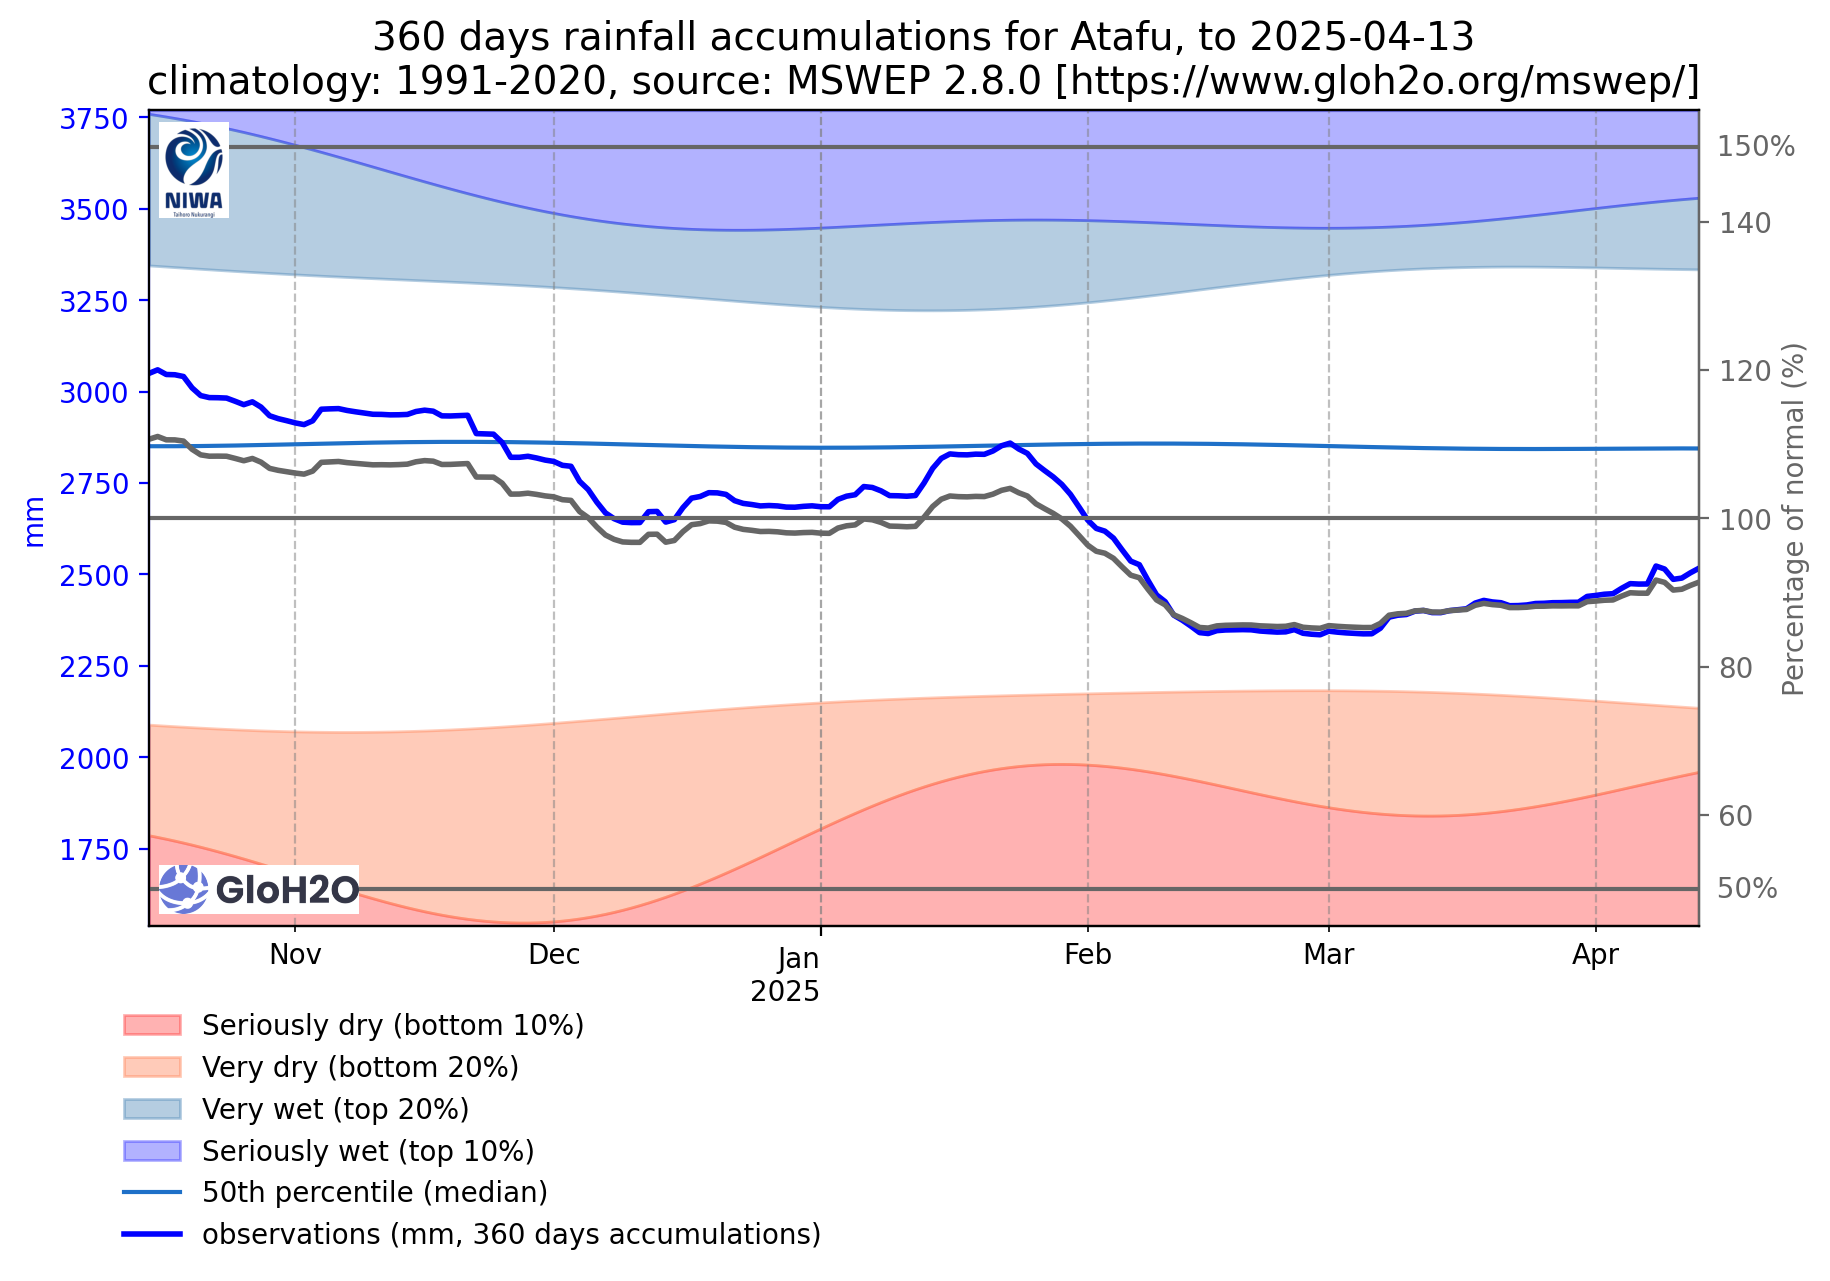 360 days rainfall accumulations for Atafu, to 2025-04-13
climatology: 1991-2020, source: MSWEP 2.8.0 [https://www.gloh2o.org/mswep/]
3750
3500
3250
3000
2750
2500
2250
2000
1750
mm
NIWA
Taihoro Nukurangi
GloH2O
150%
140
120
100
80
60
50%
Percentage of normal (%)
Nov
Dec
Jan
2025
Feb
Mar
Apr
Seriously dry (bottom 10%)
Very dry (bottom 20%)
Very wet (top 20%)
Seriously wet (top 10%)
50th percentile (median)
observations (mm, 360 days accumulations)